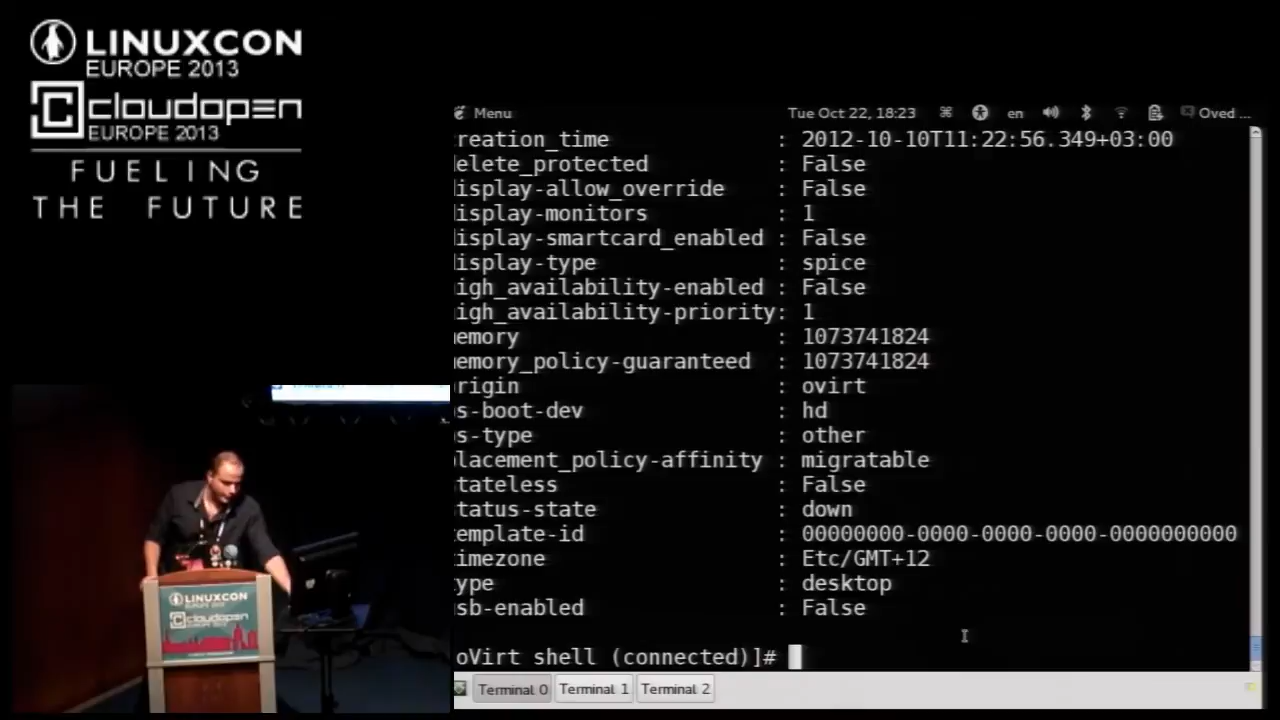 LINUXCON
EUROPE 2013
cloudopen
EUROPE 2013
FUELING
THE FUTURE
Menu Tue Oct 22, 18:23 en Oved ...
reation_time : 2012-10-10T11:22:56.349+03:00
elete_protected : False
isplay-allow_override : False
isplay-monitors : 1
isplay-smartcard_enabled : False
isplay-type : spice
igh_availability-enabled : False
igh_availability-priority: 1
emory : 1073741824
emory_policy-guaranteed : 1073741824
rigin : ovirt
s-boot-dev : hd
s-type : other
lacement_policy-affinity : migratable
tateless : False
tatus-state : down
emplate-id : 00000000-0000-0000-0000-0000000000
imezone : Etc/GMT+12
ype : desktop
sb-enabled : False
oVirt shell (connected)]#
Terminal 0 Terminal 1 Terminal 2
LINUXCON
cloudopen